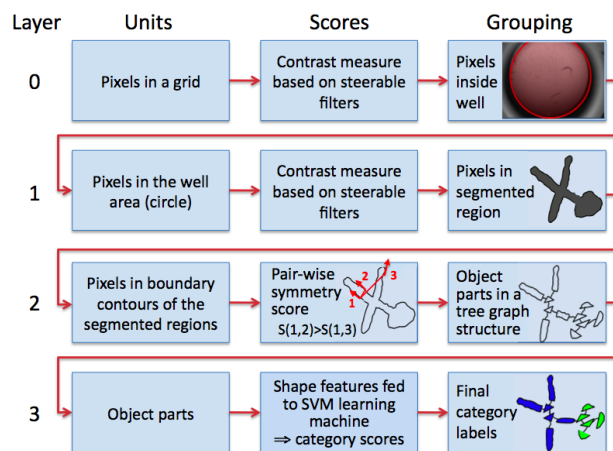 Layer Units Scores Grouping
0
Pixels in a grid
Contrast measure
based on steerable
filters
Pixels
inside
well
1
Pixels in the well
area (circle)
Contrast measure
based on steerable
filters
Pixels in
segmented
region
2
Pixels in boundary
contours of the
segmented regions
Pair-wise
symmetry
score
S(1,2)>S(1,3)
1
2
3
Object
parts in a
tree graph
structure
3
Object parts
Shape features fed
to SVM learning
machine
⇒ category scores
Final
category
labels